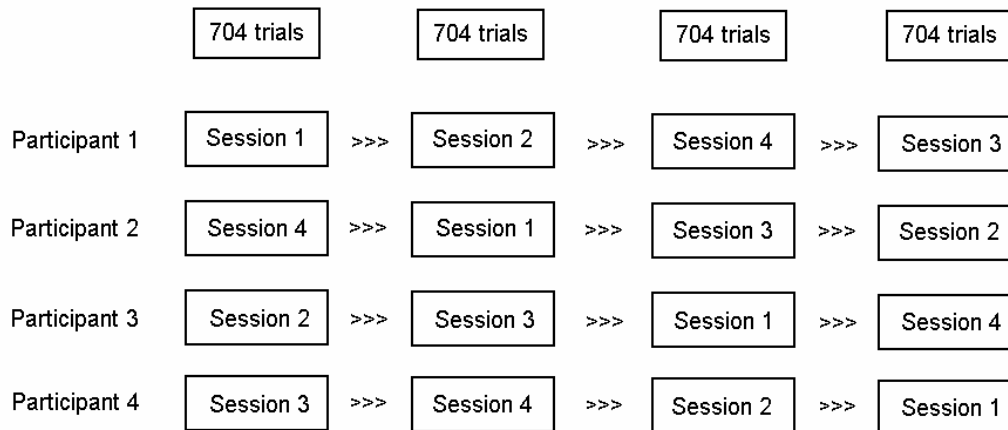 704 trials 704 trials 704 trials 704 trials
Participant 1 Session 1 >>> Session 2 >>> Session 4 >>> Session 3
Participant 2 Session 4 >>> Session 1 >>> Session 3 >>> Session 2
Participant 3 Session 2 >>> Session 3 >>> Session 1 >>> Session 4
Participant 4 Session 3 >>> Session 4 >>> Session 2 >>> Session 1